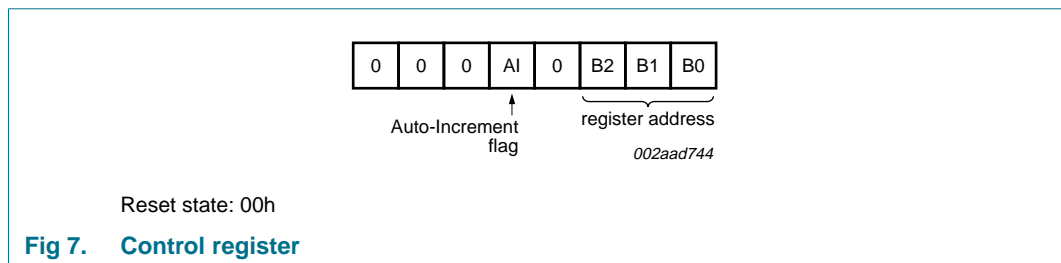 0 0 0 AI 0 B2 B1 B0
Auto-Increment
flag
register address
002aad744
Reset state: 00h
Fig 7. Control register